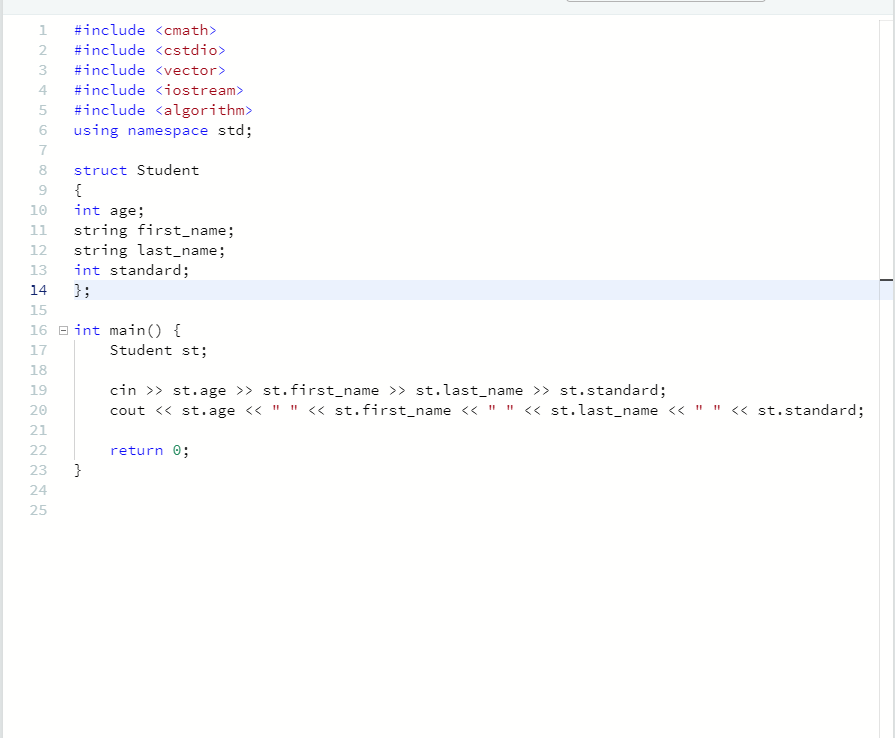 1 #include <cmath>
2 #include <cstdio>
3 #include <vector>
4 #include <iostream>
5 #include <algorithm>
6 using namespace std;
7
8 struct Student
9 {
10 int age;
11 string first_name;
12 string last_name;
13 int standard;
14 };
15
16 int main() {
17     Student st;
18
19     cin >> st.age >> st.first_name >> st.last_name >> st.standard;
20     cout << st.age << " " << st.first_name << " " << st.last_name << " " << st.standard;
21
22     return 0;
23 }
24
25